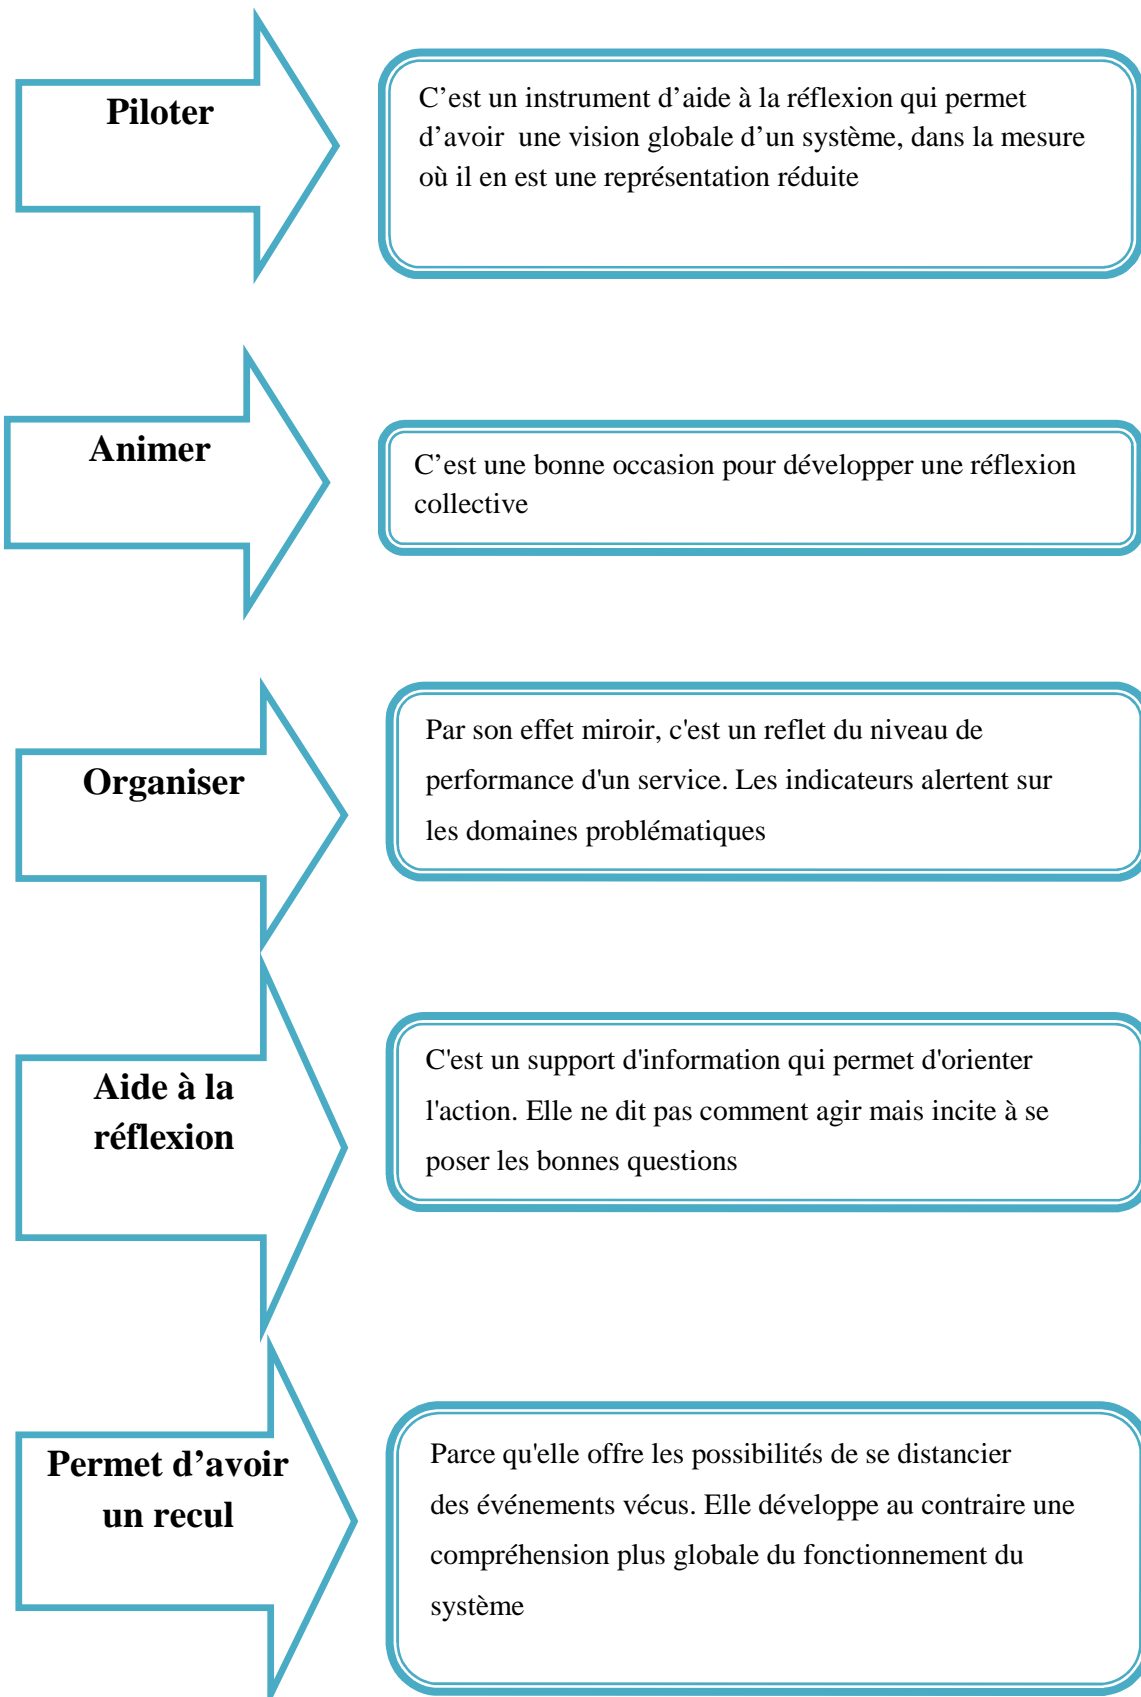 Piloter
C’est un instrument d’aide à la réflexion qui permet
d’avoir  une vision globale d’un système, dans la mesure
où il en est une représentation réduite
Animer
C’est une bonne occasion pour développer une réflexion
collective
Organiser
Par son effet miroir, c'est un reflet du niveau de
performance d'un service. Les indicateurs alertent sur
les domaines problématiques
Aide à la
réflexion
C'est un support d'information qui permet d'orienter
l'action. Elle ne dit pas comment agir mais incite à se
poser les bonnes questions
Permet d’avoir
un recul
Parce qu'elle offre les possibilités de se distancier
des événements vécus. Elle développe au contraire une
compréhension plus globale du fonctionnement du
système